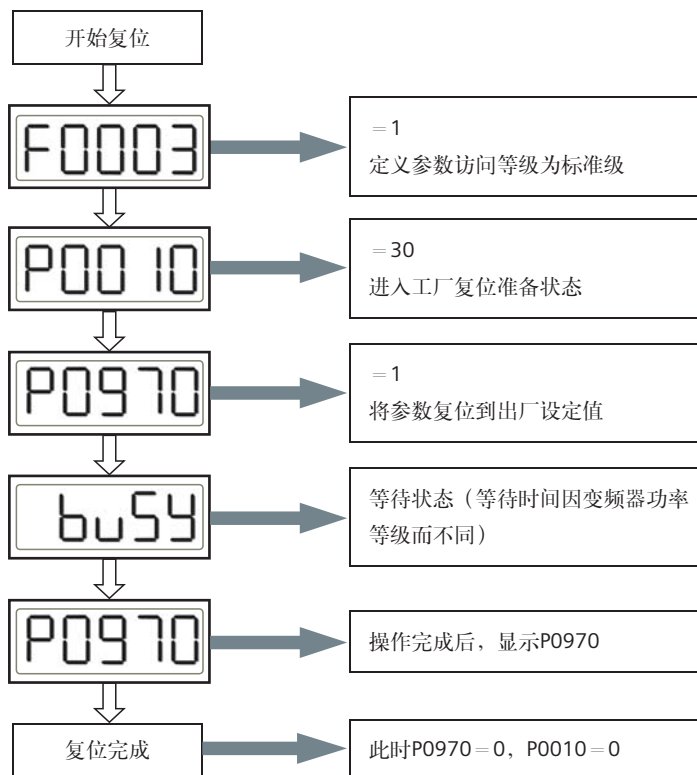 开始复位
F0003
＝1
定义参数访问等级为标准级
P0010
＝30
进入工厂复位准备状态
P0970
＝1
将参数复位到出厂设定值
buSY
等待状态（等待时间因变频器功率
等级而不同）
P0970
操作完成后，显示P0970
复位完成
此时P0970＝0，P0010＝0